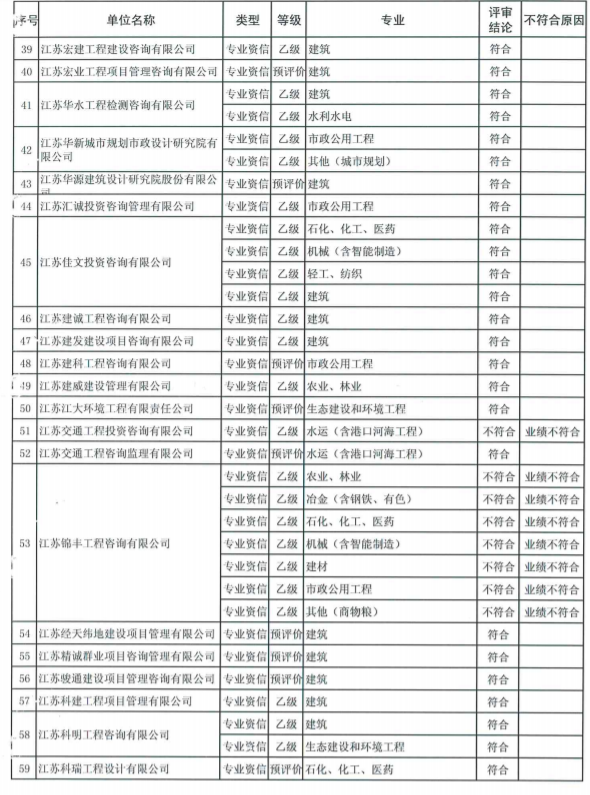 序号 单位名称 类型 等级 专业 评审结论 不符合原因
39 江苏宏建工程建设咨询有限公司 专业资信 乙级 建筑 符合
40 江苏宏业工程项目管理咨询有限公司 专业资信 预评价 建筑 符合
41 江苏华水工程检测咨询有限公司 专业资信 乙级 建筑 符合
专业资信 乙级 水利水电 符合
42 江苏华新城市规划市政设计研究院有限公司 专业资信 乙级 市政公用工程 符合
专业资信 乙级 其他（城市规划） 符合
43 江苏华源建筑设计研究院股份有限公司 专业资信 预评价 建筑 符合
44 江苏汇诚投资咨询管理有限公司 专业资信 乙级 市政公用工程 符合
45 江苏佳文投资咨询有限公司 专业资信 乙级 石化、化工、医药 符合
专业资信 乙级 机械（含智能制造） 符合
专业资信 乙级 轻工、纺织 符合
专业资信 乙级 建筑 符合
46 江苏建诚工程咨询有限公司 专业资信 乙级 建筑 符合
47 江苏建发建设项目咨询有限公司 专业资信 乙级 建筑 符合
48 江苏建科工程咨询有限公司 专业资信 预评价 市政公用工程 符合
49 江苏建威建设管理有限公司 专业资信 乙级 农业、林业 符合
50 江苏江大环境工程有限责任公司 专业资信 预评价 生态建设和环境工程 符合
51 江苏交通工程投资咨询有限公司 专业资信 乙级 水运（含港口河海工程） 不符合 业绩不符合
52 江苏交通工程咨询监理有限公司 专业资信 预评价 水运（含港口河海工程） 符合
53 江苏锦丰工程咨询有限公司 专业资信 乙级 农业、林业 不符合 业绩不符合
专业资信 乙级 冶金（含钢铁、有色） 不符合 业绩不符合
专业资信 乙级 石化、化工、医药 不符合 业绩不符合
专业资信 乙级 机械（含智能制造） 不符合 业绩不符合
专业资信 乙级 建材 不符合 业绩不符合
专业资信 乙级 市政公用工程 不符合 业绩不符合
专业资信 乙级 其他（商物粮） 不符合 业绩不符合
54 江苏经天纬地建设项目管理有限公司 专业资信 预评价 建筑 符合
55 江苏精诚群业项目咨询管理有限公司 专业资信 预评价 建筑 符合
56 江苏骏通建设项目管理咨询有限公司 专业资信 预评价 建筑 符合
57 江苏科建工程项目管理有限公司 专业资信 乙级 建筑 符合
58 江苏科明工程咨询有限公司 专业资信 乙级 建筑 符合
专业资信 乙级 生态建设和环境工程 符合
59 江苏科瑞工程设计有限公司 专业资信 预评价 石化、化工、医药 符合